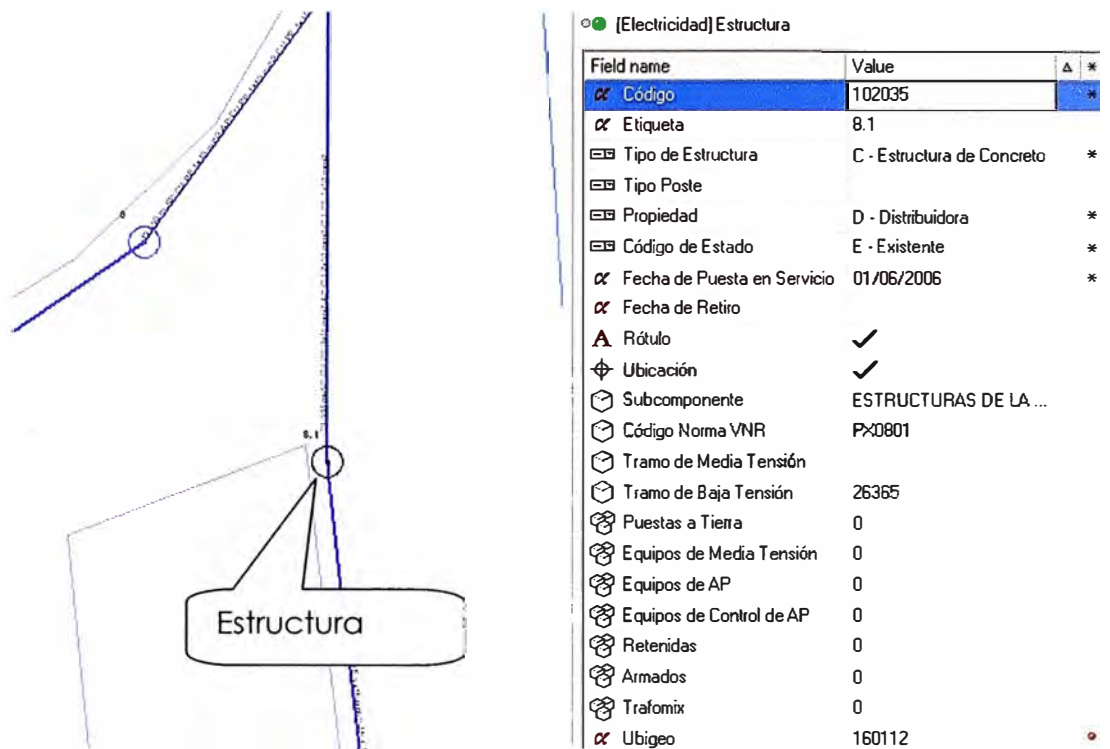 8
8.1
Estructura
[Electricidad] Estructura
Field name Value
Código 102035 *
Etiqueta 8.1
Tipo de Estructura C - Estructura de Concreto *
Tipo Poste
Propiedad D - Distribuidora *
Código de Estado E - Existente *
Fecha de Puesta en Servicio 01/06/2006 *
Fecha de Retiro
Rótulo
Ubicación
Subcomponente ESTRUCTURAS DE LA ...
Código Norma VNR PX0801
Tramo de Media Tensión
Tramo de Baja Tensión 26365
Puestas a Tierra 0
Equipos de Media Tensión 0
Equipos de AP 0
Equipos de Control de AP 0
Retenidas 0
Armados 0
Trafomix 0
Ubigeo 160112